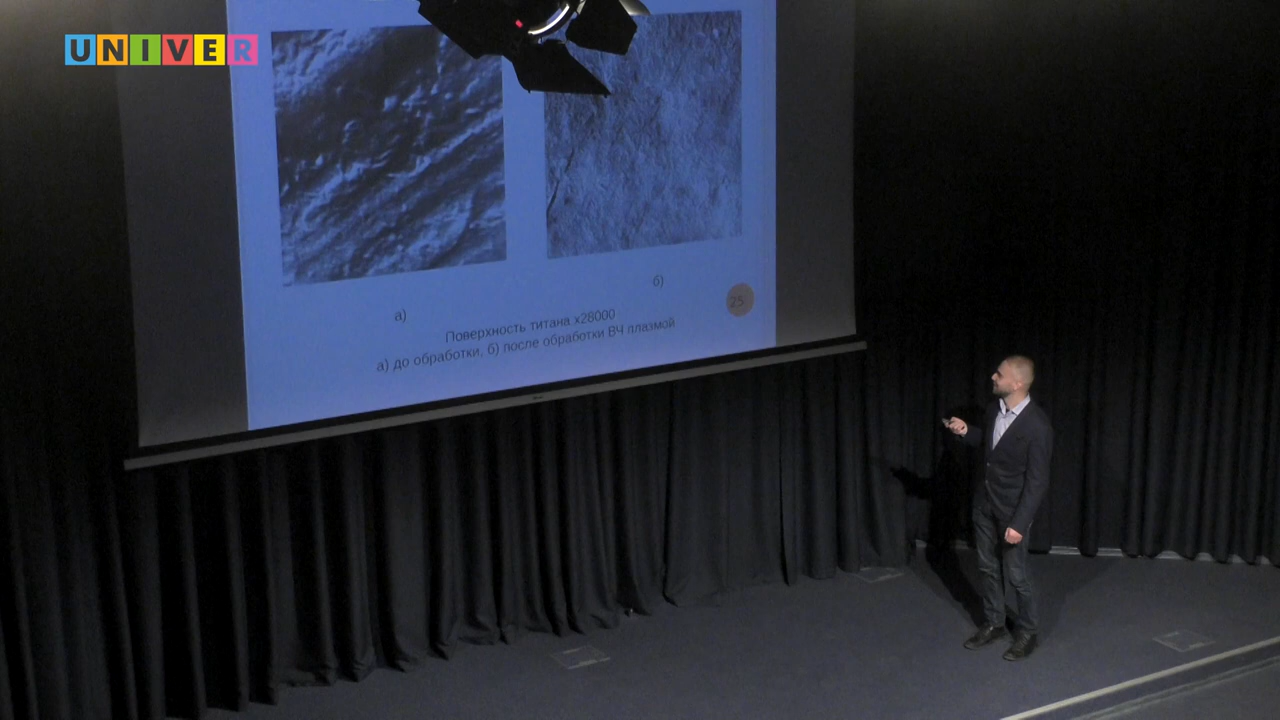 UNIVER
а)
б)
25
Поверхность титана х28000
а) до обработки, б) после обработки ВЧ плазмой